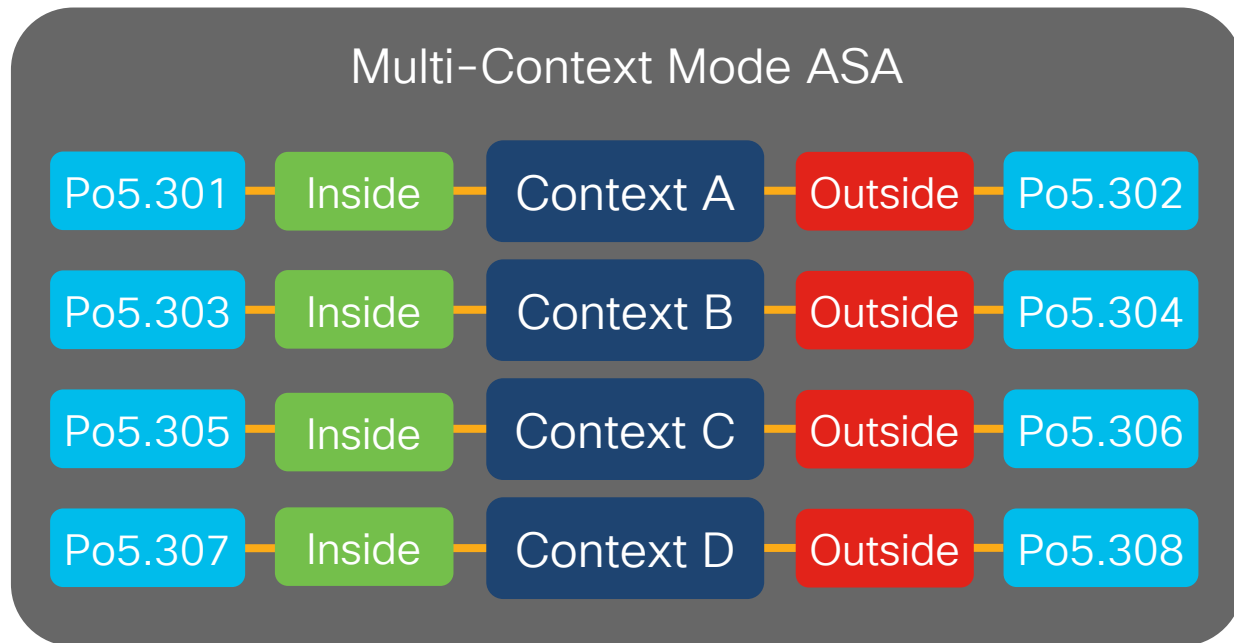 Multi-Context Mode ASA
Po5.301 Inside Context A Outside Po5.302
Po5.303 Inside Context B Outside Po5.304
Po5.305 Inside Context C Outside Po5.306
Po5.307 Inside Context D Outside Po5.308